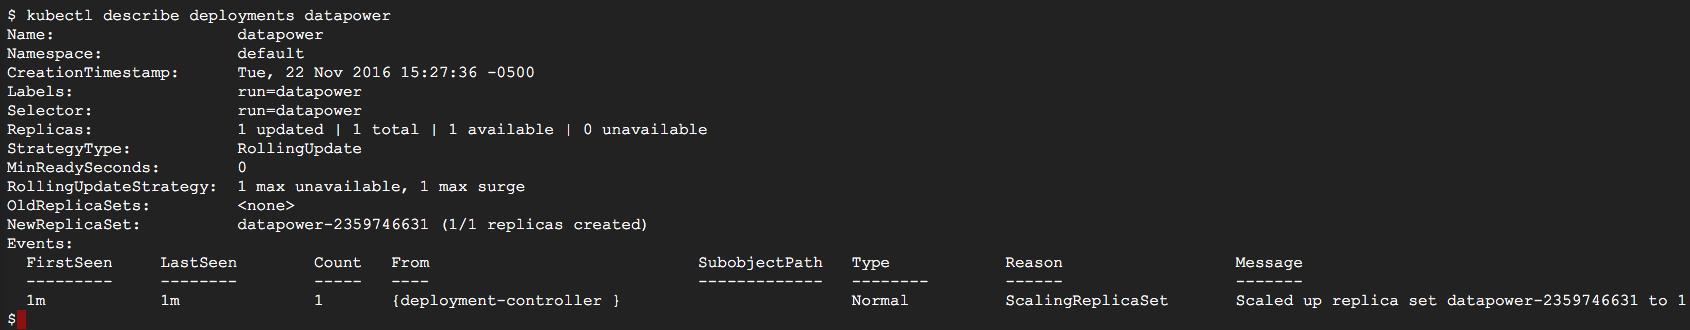 $ kubectl describe deployments datapower
Name:                   datapower
Namespace:              default
CreationTimestamp:      Tue, 22 Nov 2016 15:27:36 -0500
Labels:                 run=datapower
Selector:               run=datapower
Replicas:               1 updated | 1 total | 1 available | 0 unavailable
StrategyType:           RollingUpdate
MinReadySeconds:        0
RollingUpdateStrategy:  1 max unavailable, 1 max surge
OldReplicaSets:         <none>
NewReplicaSet:          datapower-2359746631 (1/1 replicas created)
Events:
  FirstSeen     LastSeen        Count   From                            SubobjectPath   Type            Reason                  Message
  ---------     --------        -----   ----                            -------------   --------        ------                  -------
  1m            1m              1       {deployment-controller }                        Normal          ScalingReplicaSet       Scaled up replica set datapower-2359746631 to 1
$